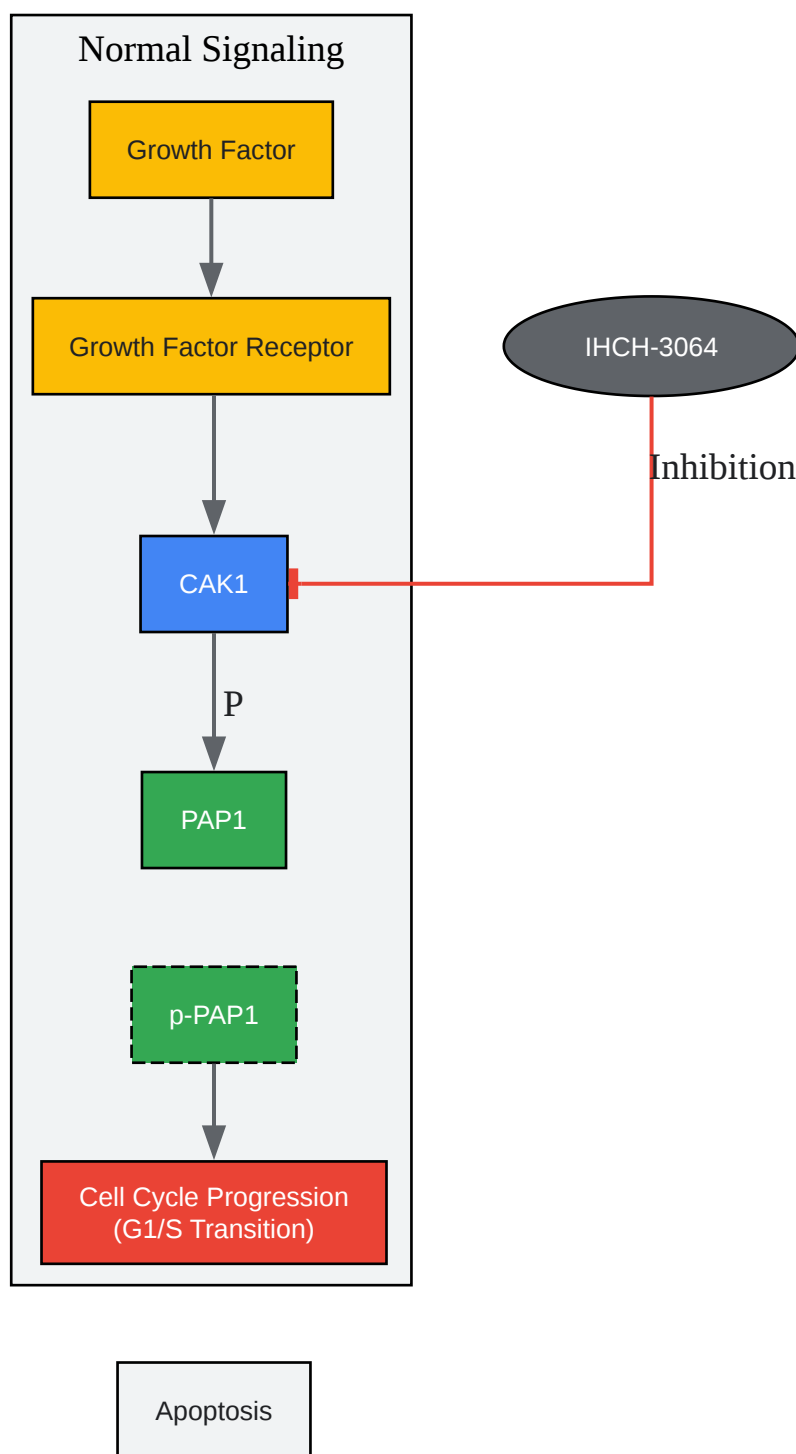 Normal Signaling
Growth Factor
Growth Factor Receptor
IHCH-3064
Inhibition
CAK1
P
PAP1
p-PAP1
Cell Cycle Progression
(G1/S Transition)
Apoptosis